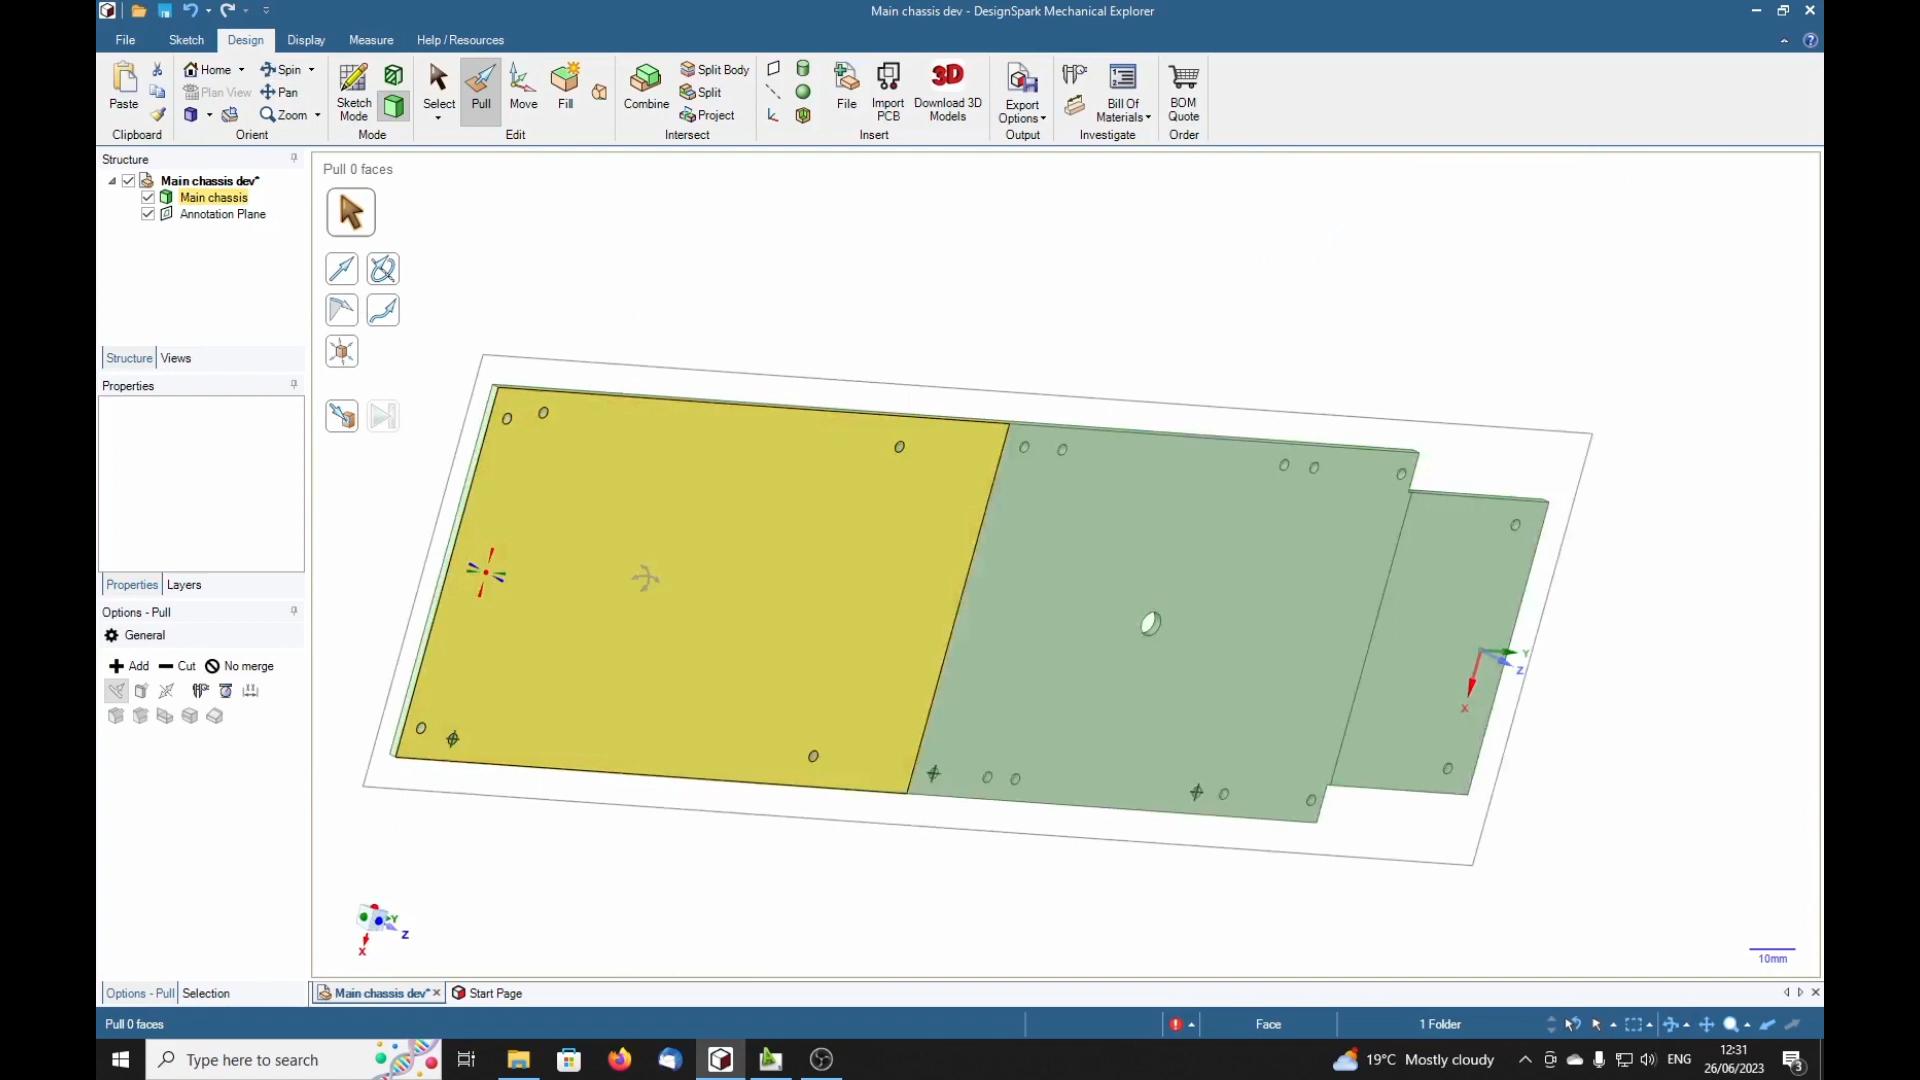 Main chassis dev - DesignSpark Mechanical Explorer
File Sketch Design Display Measure Help / Resources
Paste
Clipboard
Home Spin
Plan View Pan
Zoom
Orient
Sketch Mode
Mode
Select Pull Move Fill
Edit
Combine Split Body
Split
Project
Intersect
File Import PCB Download 3D Models
3D
Insert
Export Options
Output
Bill Of Materials
Investigate
BOM Quote
Order
Structure
Main chassis dev*
Main chassis
Annotation Plane
Structure Views
Properties
Properties Layers
Options - Pull
General
Add Cut No merge
Options - Pull Selection
Pull 0 faces
Y
Z
X
Y
Z
X
10mm
Main chassis dev* Start Page
Pull 0 faces Face 1 Folder
Type here to search
19°C Mostly cloudy
ENG
12:31
26/06/2023
3